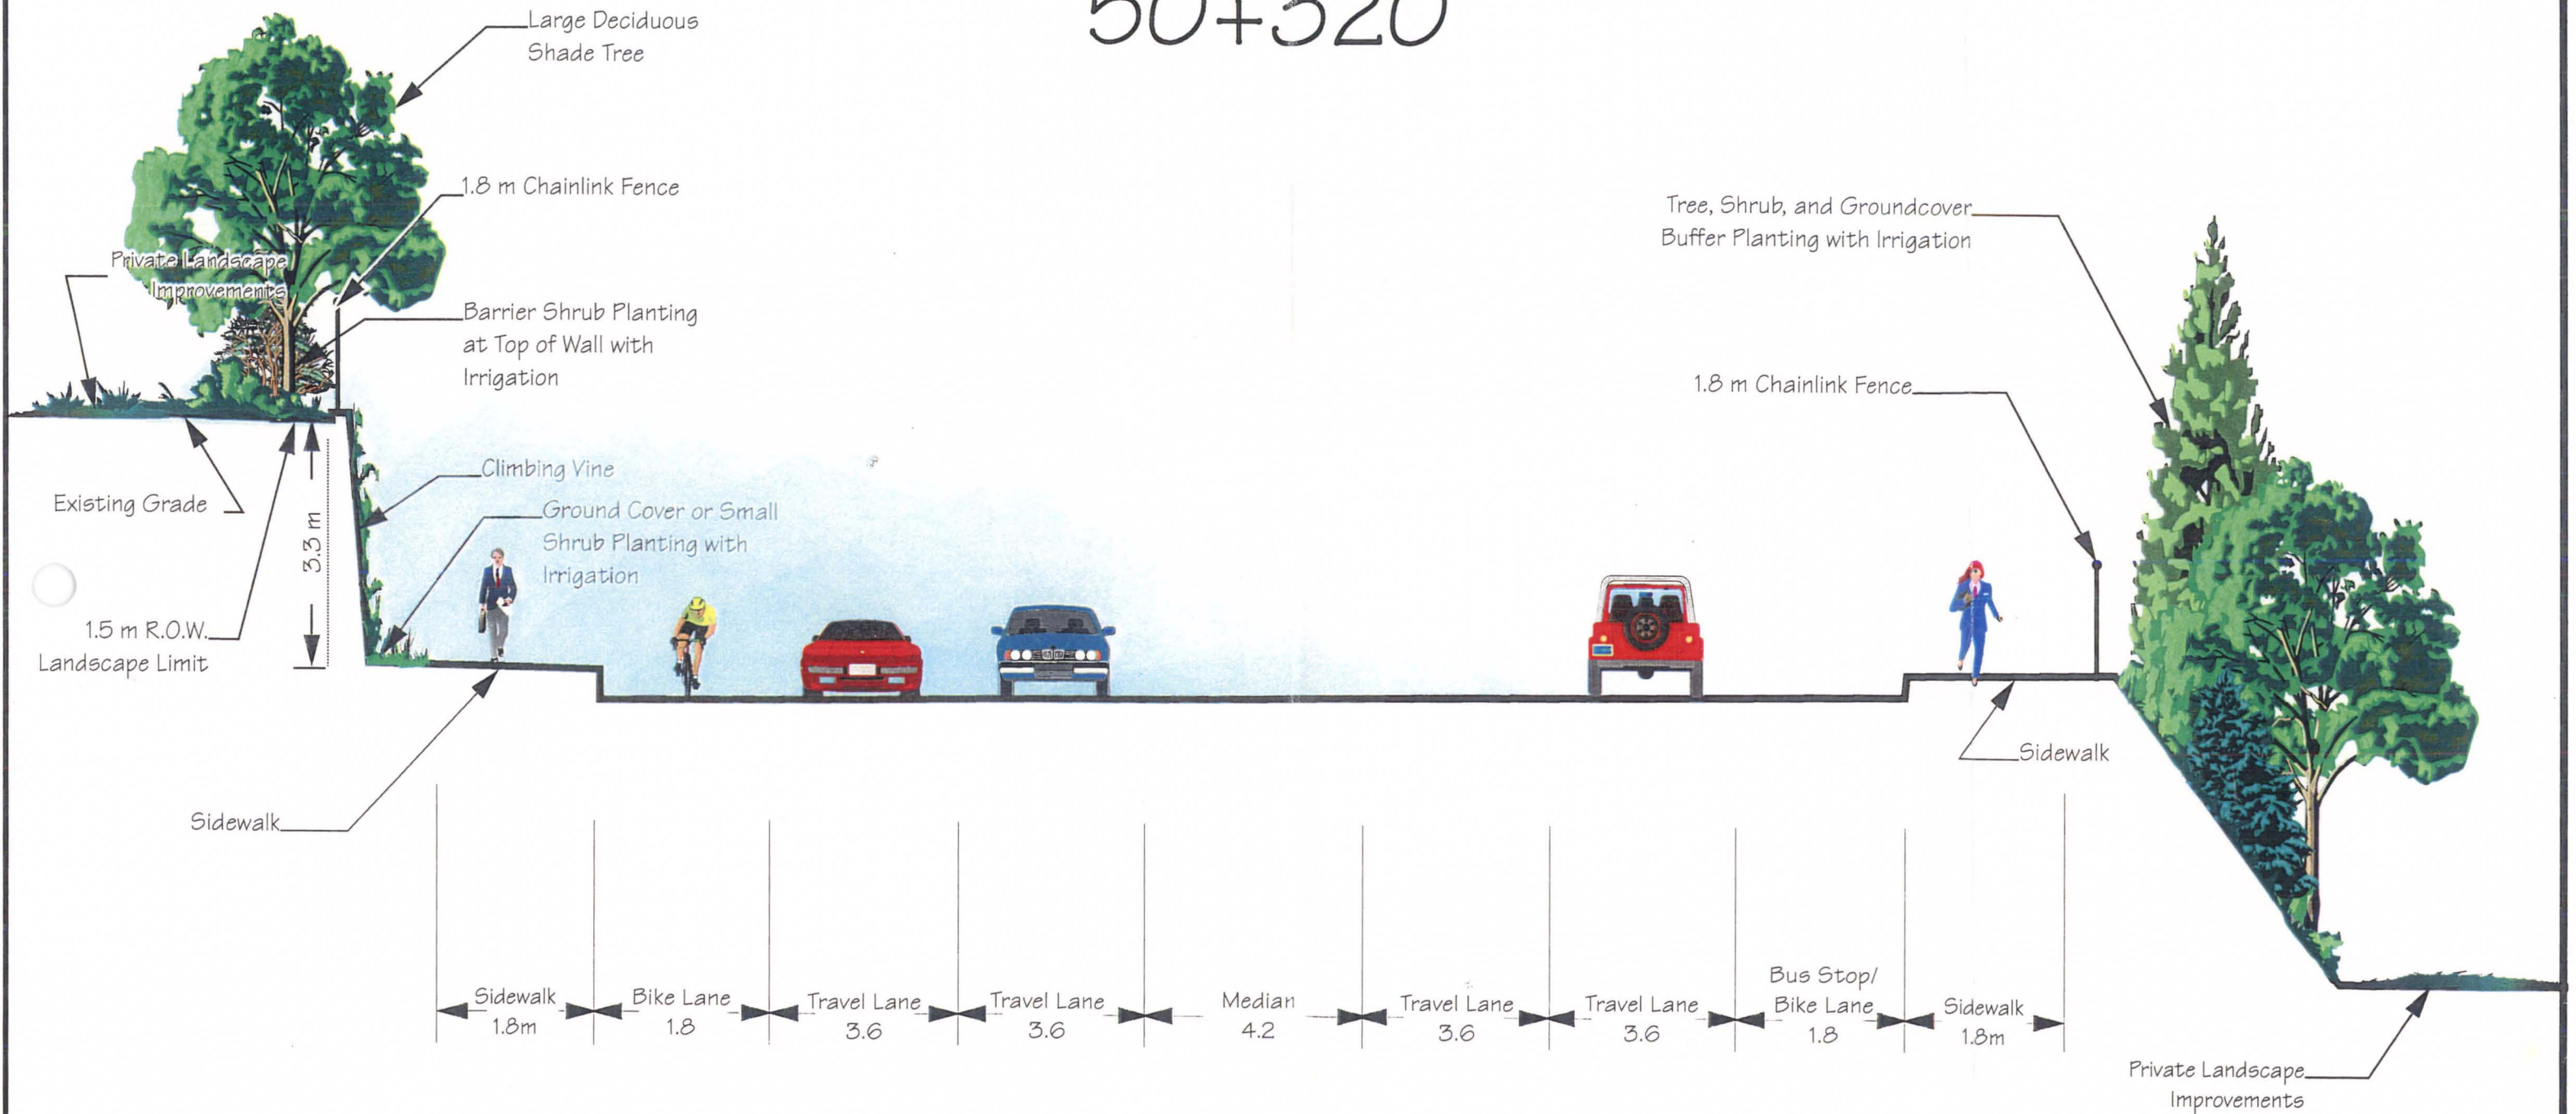 50+320
Large Deciduous
Shade Tree
1.8 m Chainlink Fence
Private Landscape
Improvements
Barrier Shrub Planting
at Top of Wall with
Irrigation
Climbing Vine
Ground Cover or Small
Shrub Planting with
Irrigation
Existing Grade
3.3 m
1.5 m R.O.W.
Landscape Limit
Sidewalk
Tree, Shrub, and Groundcover
Buffer Planting with Irrigation
1.8 m Chainlink Fence
Sidewalk
Sidewalk
1.8m
Bike Lane
1.8
Travel Lane
3.6
Travel Lane
3.6
Median
4.2
Travel Lane
3.6
Travel Lane
3.6
Bus Stop/
Bike Lane
1.8
Sidewalk
1.8m
Private Landscape
Improvements